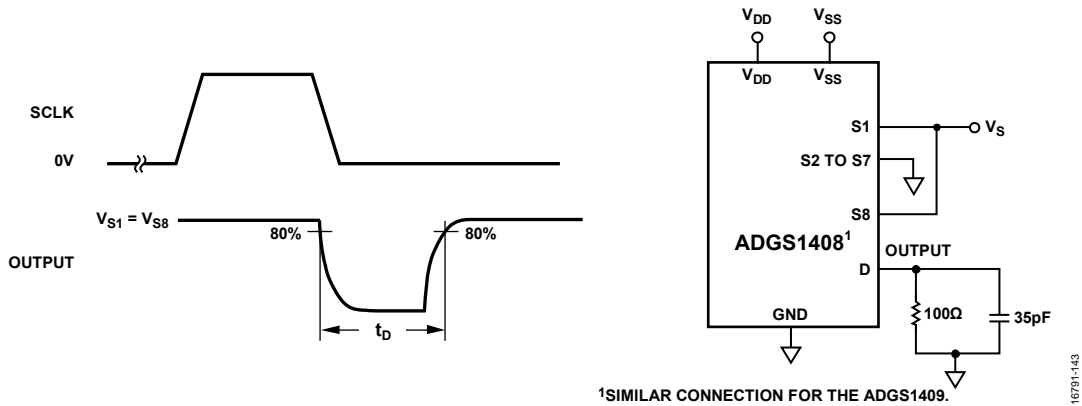 SCLK
0V
V_S1 = V_S8
80%
80%
OUTPUT
t_D
V_DD
V_SS
V_DD
V_SS
S1
V_S
S2 TO S7
S8
ADGS1408¹
OUTPUT
D
GND
100Ω
35pF
¹SIMILAR CONNECTION FOR THE ADGS1409.
16791-143